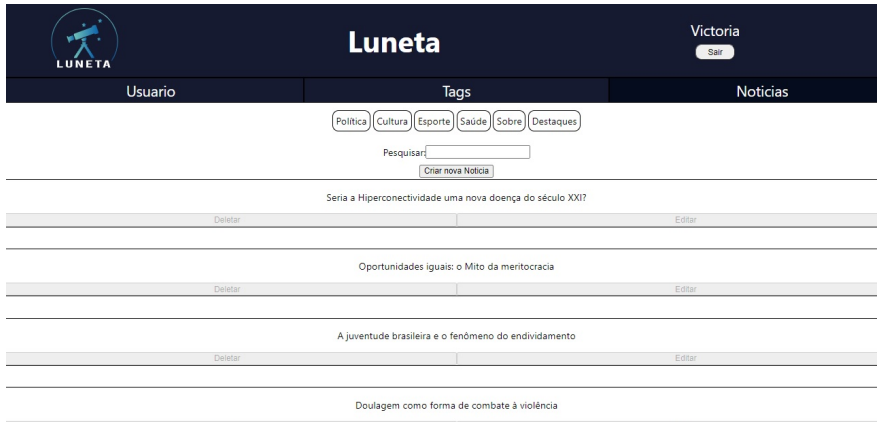 LUNETA
Luneta
Victoria
Sair
Usuario Tags Noticias
Política Cultura Esporte Saúde Sobre Destaques
Pesquisar:
Criar nova Noticia
Seria a Hiperconectividade uma nova doença do século XXI?
Deletar Editar
Oportunidades iguais: o Mito da meritocracia
Deletar Editar
A juventude brasileira e o fenômeno do endividamento
Deletar Editar
Doulagem como forma de combate à violência